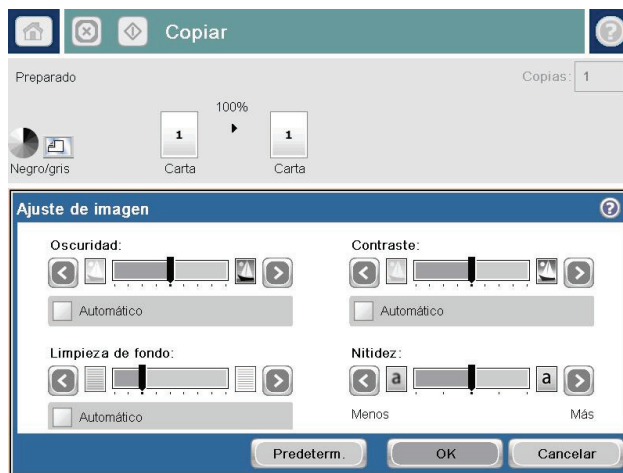 Copiar
Preparado
Copias: 1
100%
1
1
Negro/gris
Carta
Carta
Ajuste de imagen
Oscuridad:
Contraste:
Automático
Automático
Limpieza de fondo:
Nitidez:
a
a
Automático
Menos
Más
Predeterm.
OK
Cancelar